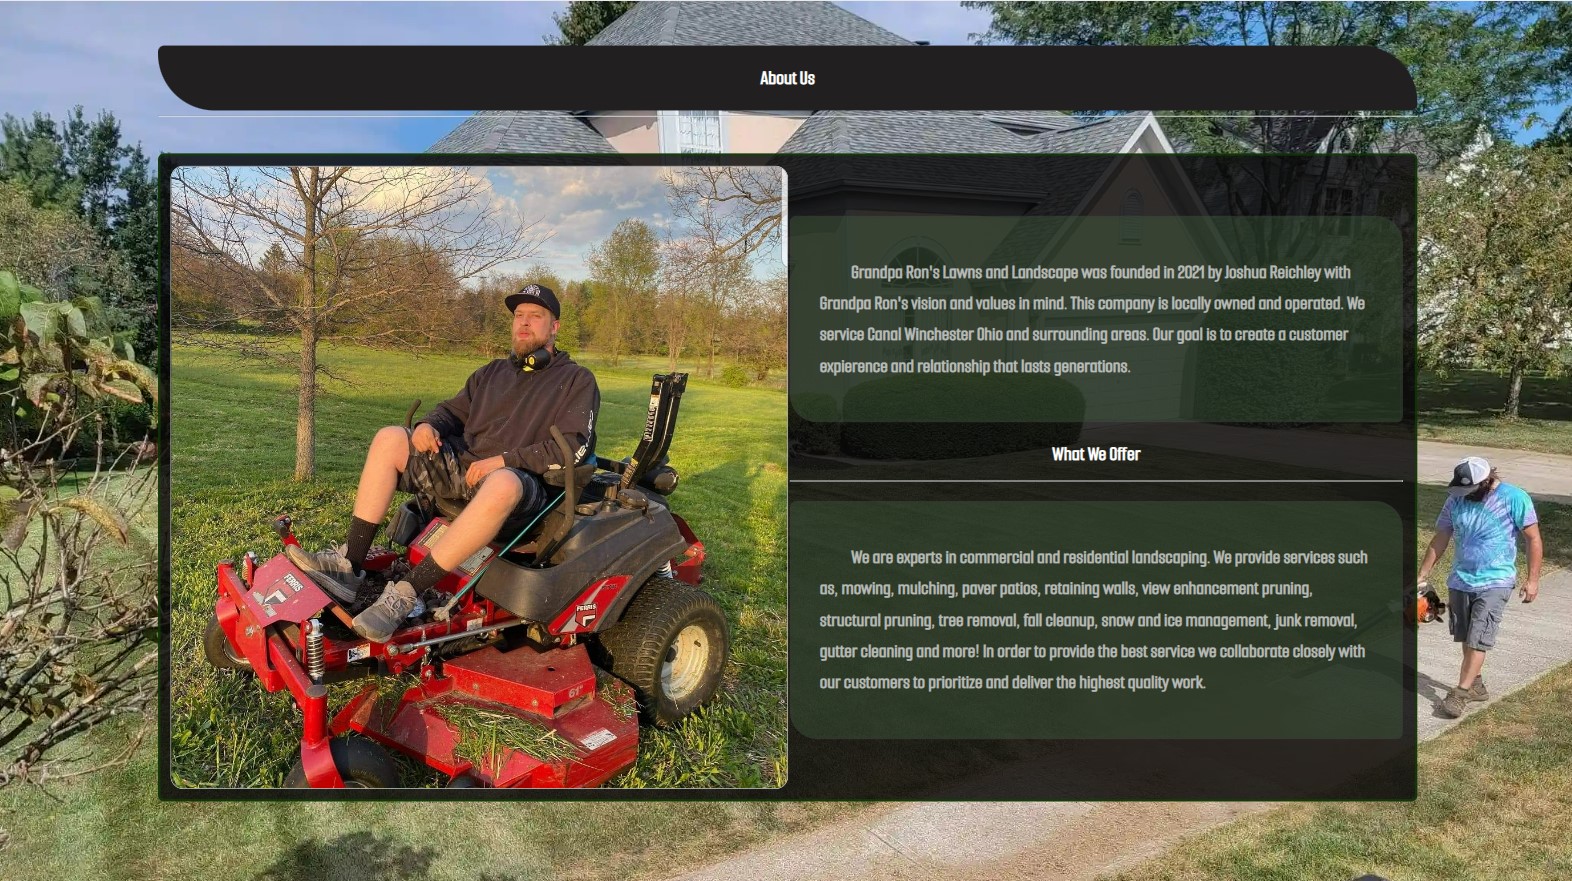 About Us
Grandpa Ron's Lawns and Landscape was founded in 2021 by Joshua Reichley with
Grandpa Ron's vision and values in mind. This company is locally owned and operated. We
service Canal Winchester Ohio and surrounding areas. Our goal is to create a customer
expierence and relationship that lasts generations.
What We Offer
We are experts in commercial and residential landscaping. We provide services such
as, mowing, mulching, paver patios, retaining walls, view enhancement pruning,
structural pruning, tree removal, fall cleanup, snow and ice management, junk removal,
gutter cleaning and more! In order to provide the best service we collaborate closely with
our customers to prioritize and deliver the highest quality work.
FERRIS
FERRIS
61"